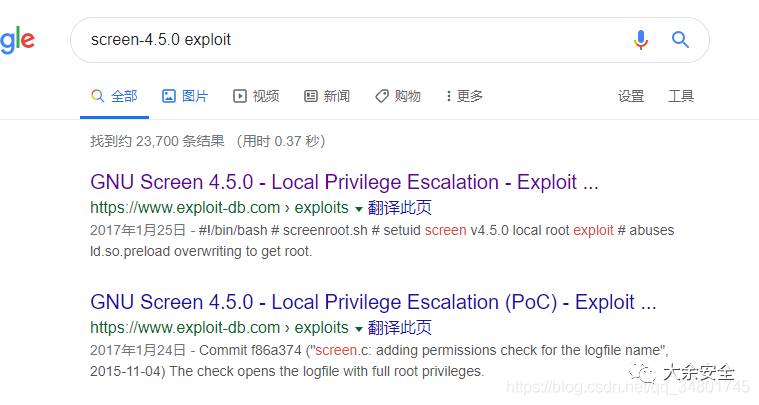 gle
screen-4.5.0 exploit
全部 图片 视频 新闻 购物 更多 设置 工具
找到约 23,700 条结果 （用时 0.37 秒）
GNU Screen 4.5.0 - Local Privilege Escalation - Exploit ...
https://www.exploit-db.com › exploits 翻译此页
2017年1月25日 - #!/bin/bash # screenroot.sh # setuid screen v4.5.0 local root exploit # abuses
ld.so.preload overwriting to get root.
GNU Screen 4.5.0 - Local Privilege Escalation (PoC) - Exploit ...
https://www.exploit-db.com › exploits 翻译此页
2017年1月24日 - Commit f86a374 ("screen.c: adding permissions check for the logfile name",
2015-11-04) The check opens the logfile with full root privileges.
大余安全
https://blog.csdn.net/qq_34801745